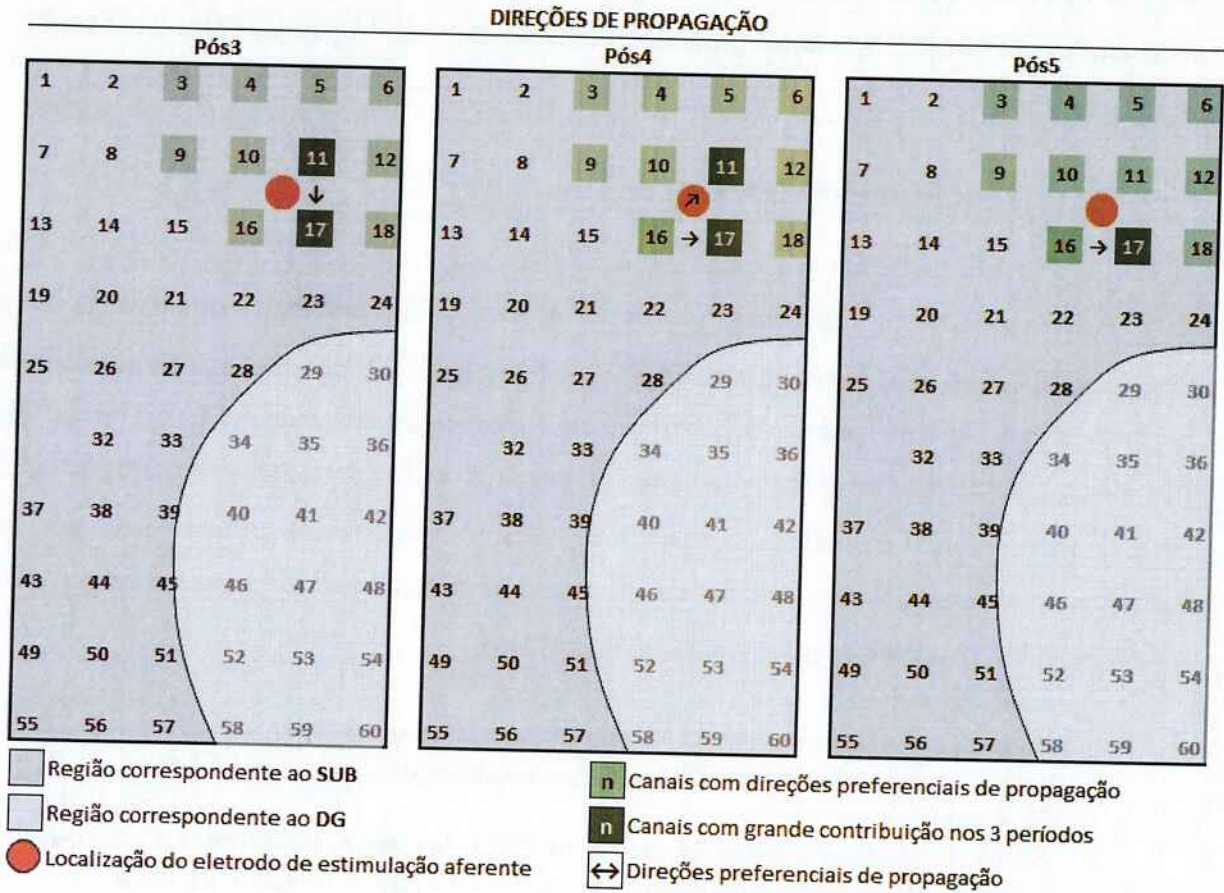 DIREÇÕES DE PROPAGAÇÃO
Pós3
1 2 3 4 5 6
7 8 9 10 11 12
13 14 15 16 17 18
19 20 21 22 23 24
25 26 27 28 29 30
32 33 34 35 36
37 38 39 40 41 42
43 44 45 46 47 48
49 50 51 52 53 54
55 56 57 58 59 60
Pós4
1 2 3 4 5 6
7 8 9 10 11 12
13 14 15 16 17 18
19 20 21 22 23 24
25 26 27 28 29 30
32 33 34 35 36
37 38 39 40 41 42
43 44 45 46 47 48
49 50 51 52 53 54
55 56 57 58 59 60
Pós5
1 2 3 4 5 6
7 8 9 10 11 12
13 14 15 16 17 18
19 20 21 22 23 24
25 26 27 28 29 30
32 33 34 35 36
37 38 39 40 41 42
43 44 45 46 47 48
49 50 51 52 53 54
55 56 57 58 59 60
Região correspondente ao SUB
Região correspondente ao DG
Localização do eletrodo de estimulação aferente
n Canais com direções preferenciais de propagação
n Canais com grande contribuição nos 3 períodos
Direções preferenciais de propagação